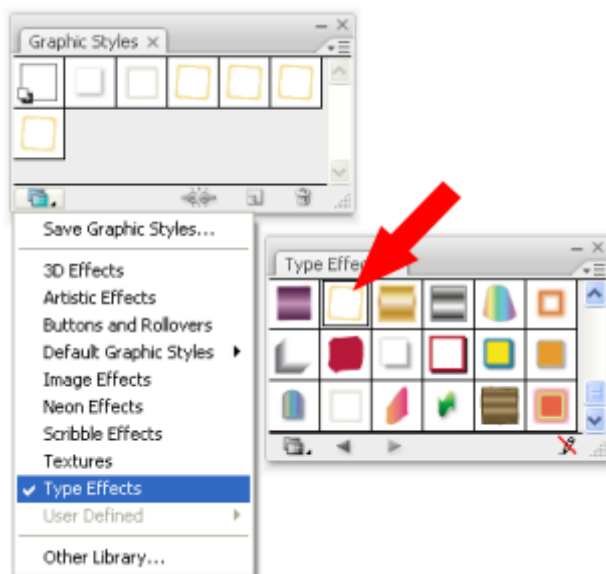 Graphic Styles
Save Graphic Styles...
3D Effects
Artistic Effects
Buttons and Rollovers
Default Graphic Styles
Image Effects
Neon Effects
Scribble Effects
Textures
Type Effects
User Defined
Other Library...
Type Effe